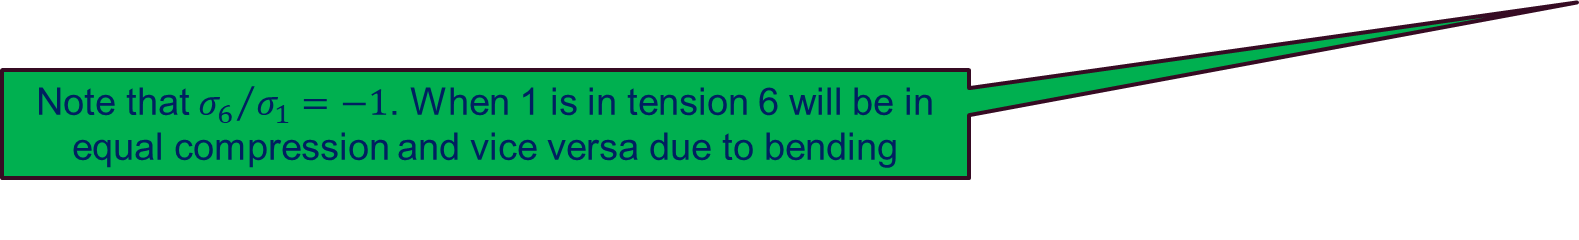 Note that 𝜎₆/𝜎₁ = −1. When 1 is in tension 6 will be in
equal compression and vice versa due to bending